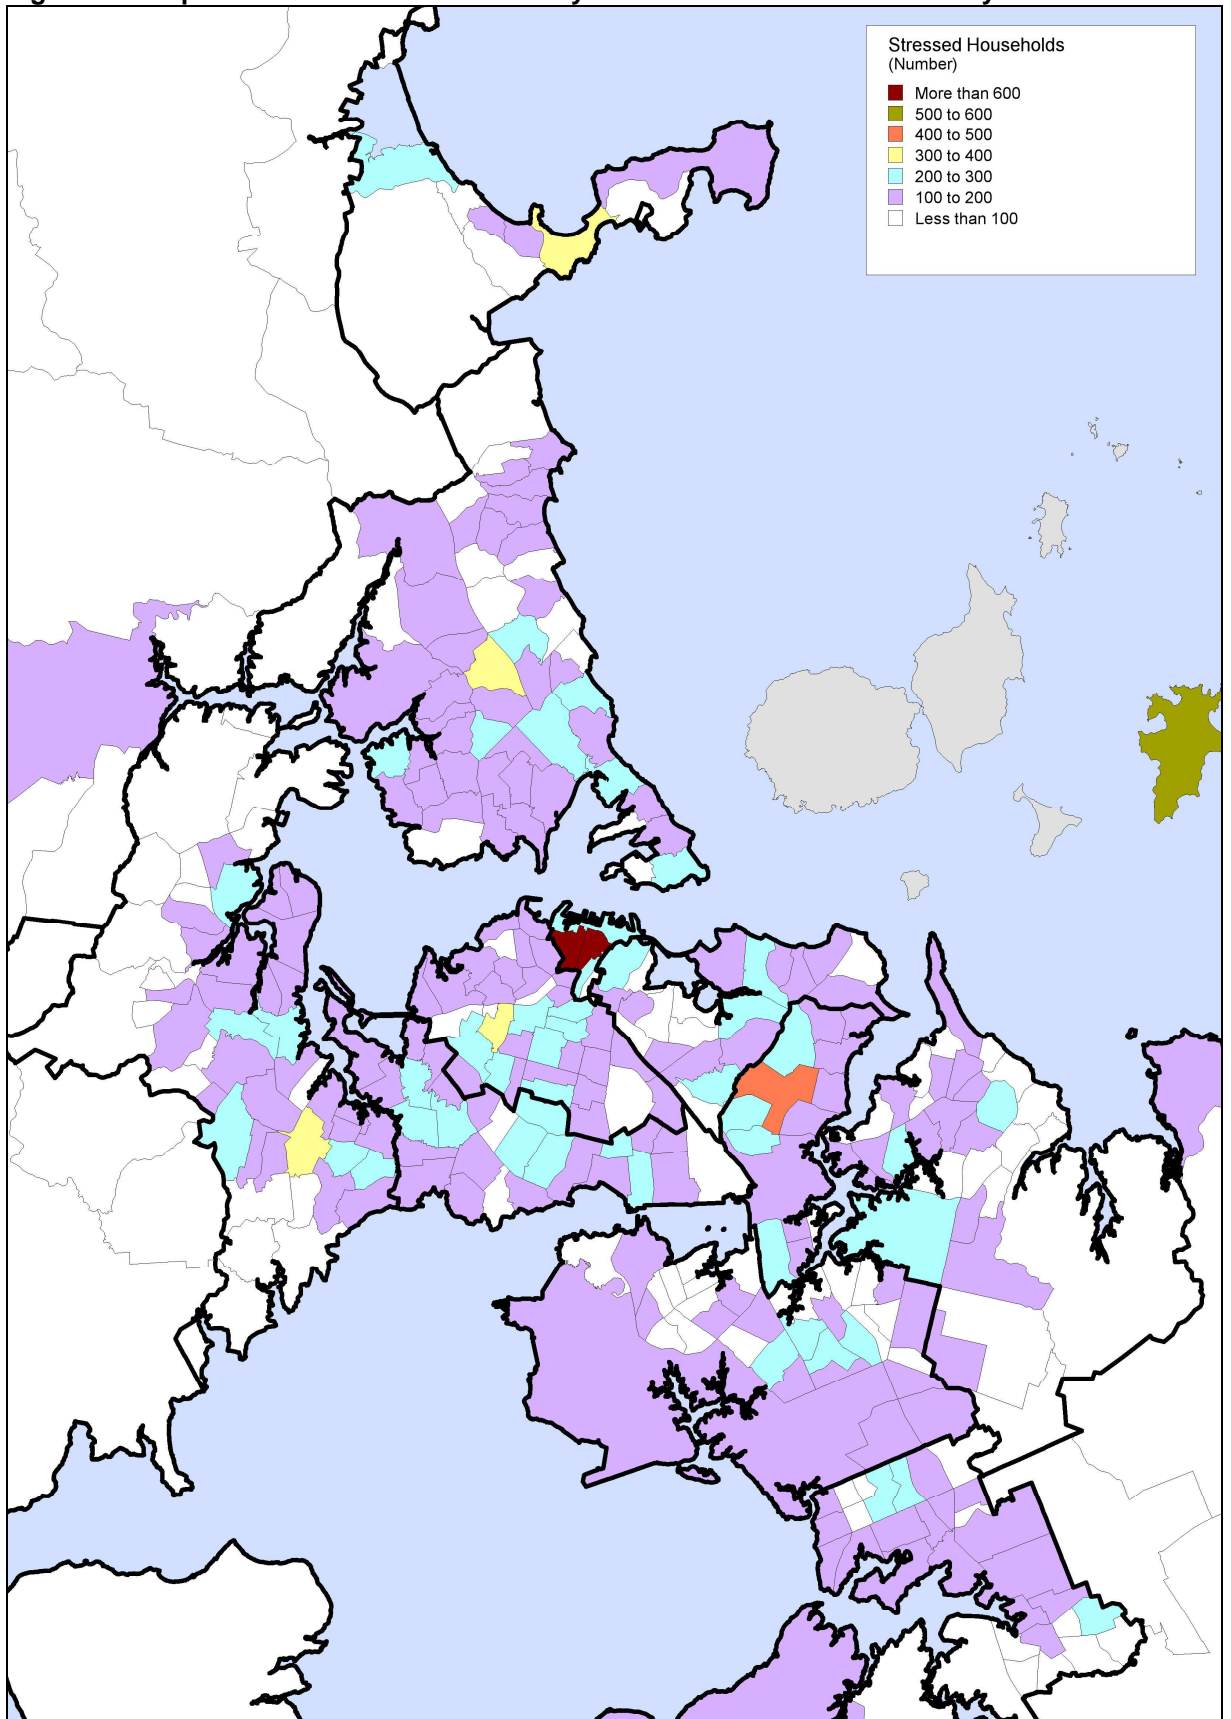 Stressed Households
(Number)
More than 600
500 to 600
400 to 500
300 to 400
200 to 300
100 to 200
Less than 100